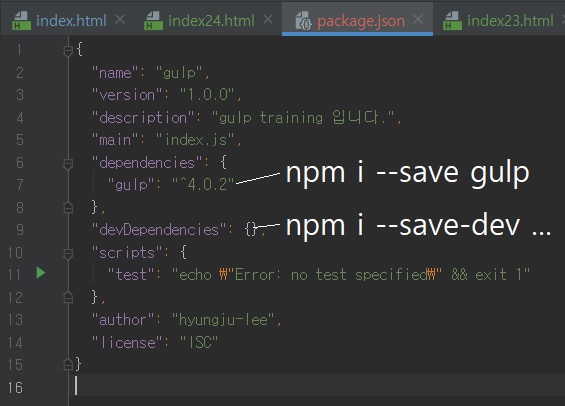 index.html index24.html package.json index23.html
1 {
2 "name": "gulp",
3 "version": "1.0.0",
4 "description": "gulp training 입니다.",
5 "main": "index.js",
6 "dependencies": {
7 "gulp": "^4.0.2" npm i --save gulp
8 },
9 "devDependencies": {}, npm i --save-dev ...
10 "scripts": {
11 "test": "echo ₩"Error: no test specified₩" && exit 1"
12 },
13 "author": "hyungju-lee",
14 "license": "ISC"
15 }
16